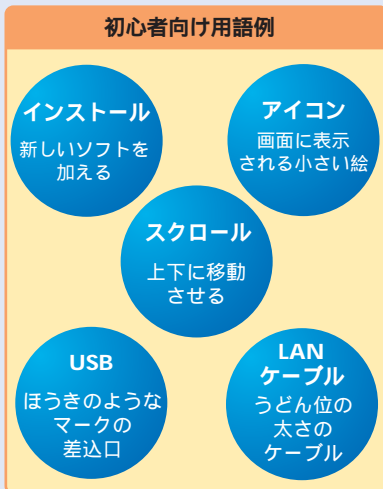 初心者向け用語例
インストール
新しいソフトを
加える
アイコン
画面に表示
される小さい絵
スクロール
上下に移動
させる
USB
ほうきのような
マークの
差込口
LAN
ケーブル
うどん位の
太さの
ケーブル